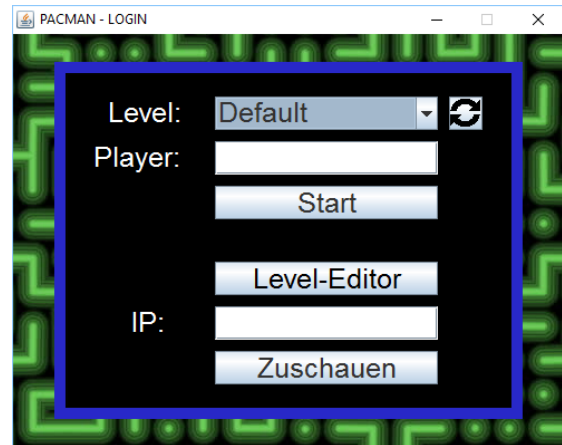 PACMAN - LOGIN
Level: Default
Player:
Start
Level-Editor
IP:
Zuschauen